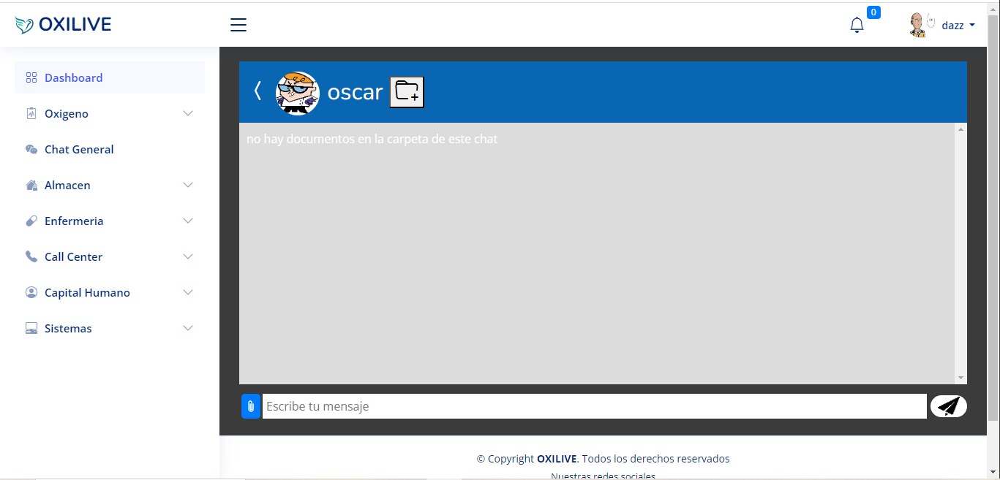 OXILIVE
0
dazz
Dashboard
Oxigeno
Chat General
Almacen
Enfermeria
Call Center
Capital Humano
Sistemas
oscar
no hay documentos en la carpeta de este chat
Escribe tu mensaje
© Copyright OXILIVE. Todos los derechos reservados
Nuestras redes sociales